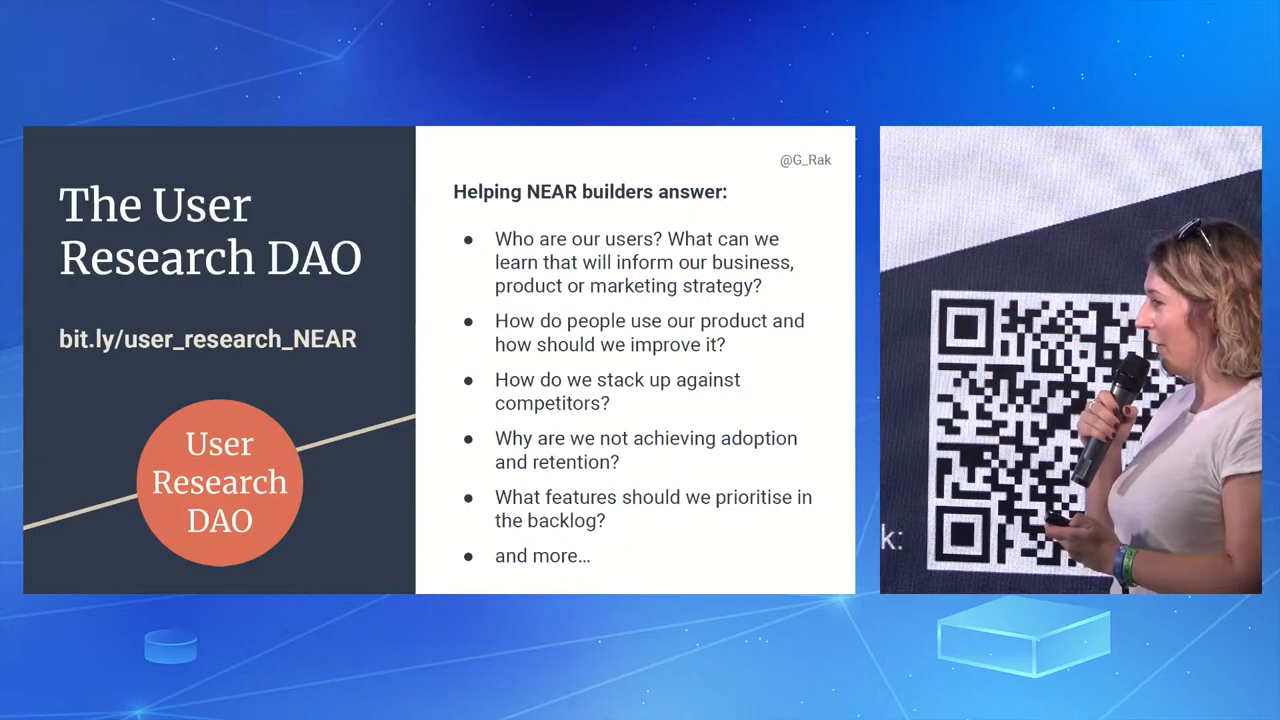 The User
Research DAO
bit.ly/user_research_NEAR
User
Research
DAO
@G_Rak
Helping NEAR builders answer:
● Who are our users? What can we
learn that will inform our business,
product or marketing strategy?
● How do people use our product and
how should we improve it?
● How do we stack up against
competitors?
● Why are we not achieving adoption
and retention?
● What features should we prioritise in
the backlog?
● and more…
k: